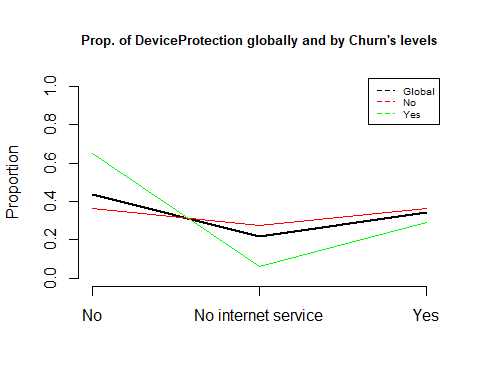 Prop. of DeviceProtection globally and by Churn's levels
Global
No
Yes
Proportion
1.0
0.8
0.6
0.4
0.2
0.0
No
No internet service
Yes